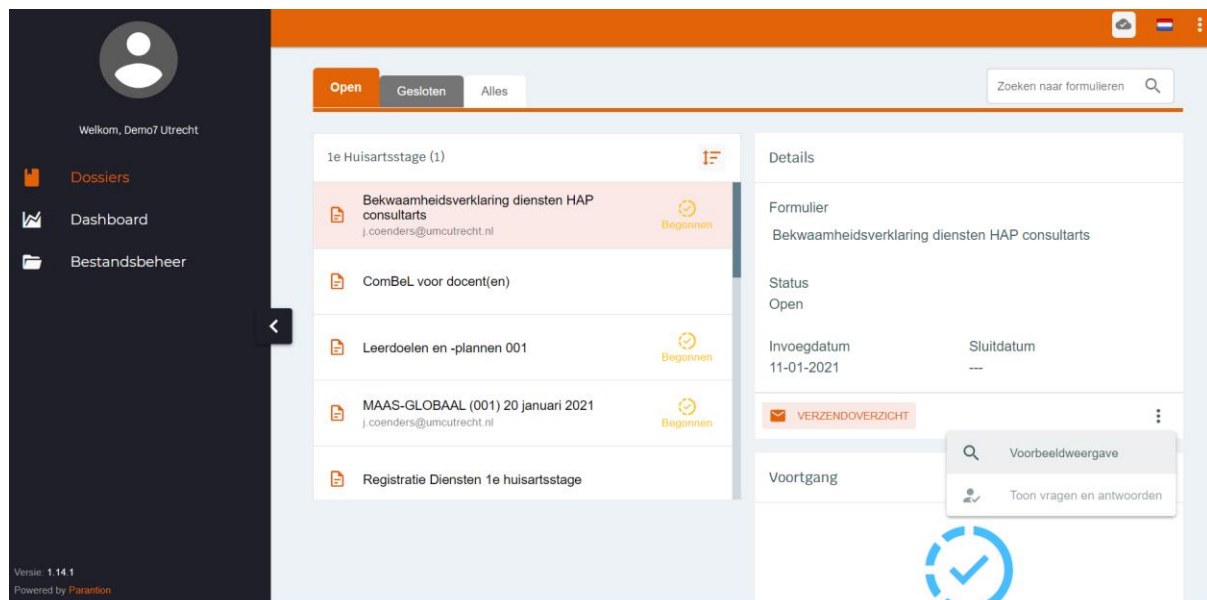 Welkom, Demo7 Utrecht
Dossiers
Dashboard
Bestandsbeheer
Versie: 1.14.1
Powered by Parantion
Open
Gesloten
Alles
Zoeken naar formulieren
1e Huisartsstage (1)
Bekwaamheidsverklaring diensten HAP
consultarts
j.coenders@umcutrecht.nl
Begonnen
ComBeL voor docent(en)
Leerdoelen en -plannen 001
Begonnen
MAAS-GLOBAAL (001) 20 januari 2021
j.coenders@umcutrecht.nl
Begonnen
Registratie Diensten 1e huisartsstage
Details
Formulier
Bekwaamheidsverklaring diensten HAP consultarts
Status
Open
Invoegdatum
Sluitdatum
11-01-2021
---
VERZENDOVERZICHT
Voorbeeldweergave
Toon vragen en antwoorden
Voortgang